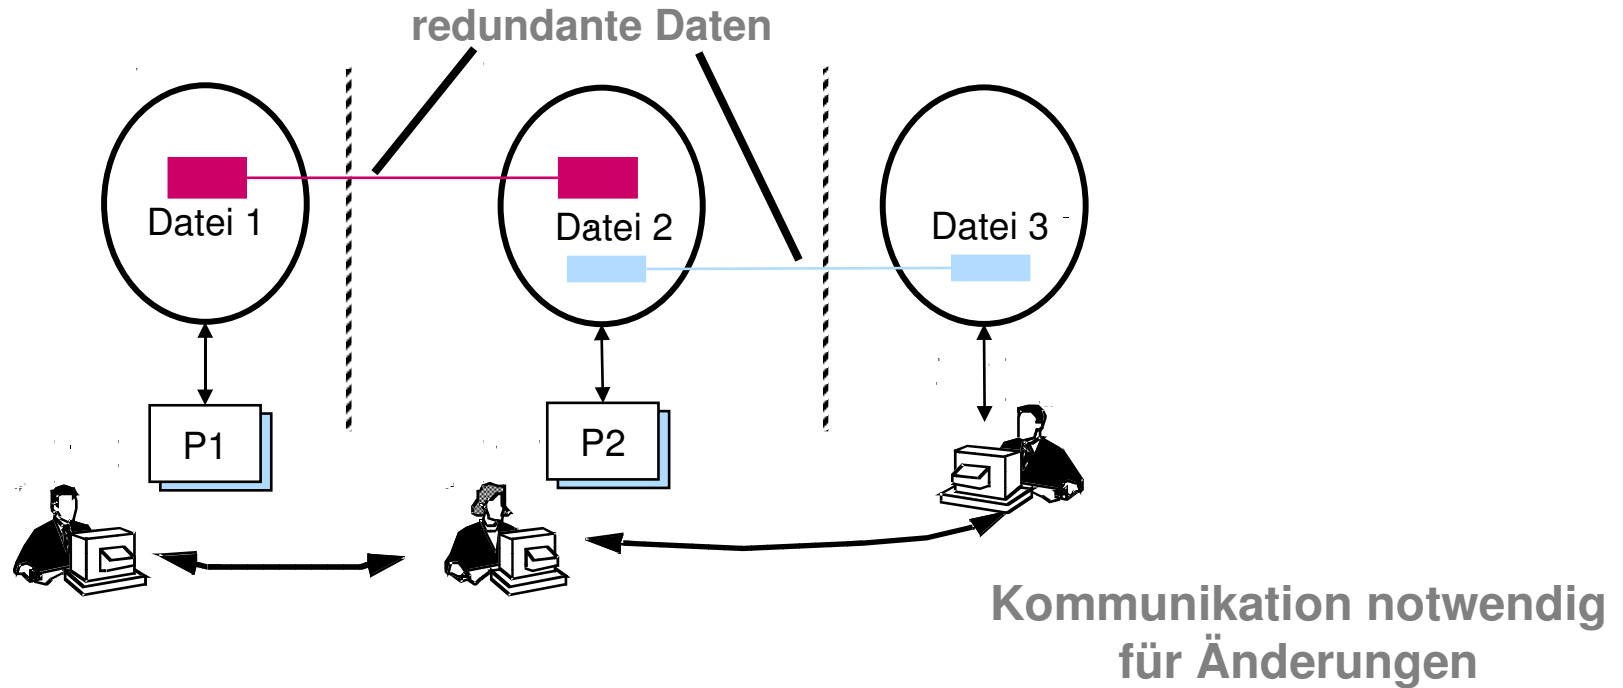 redundante Daten
Datei 1
Datei 2
Datei 3
P1
P2
Kommunikation notwendig
für Änderungen